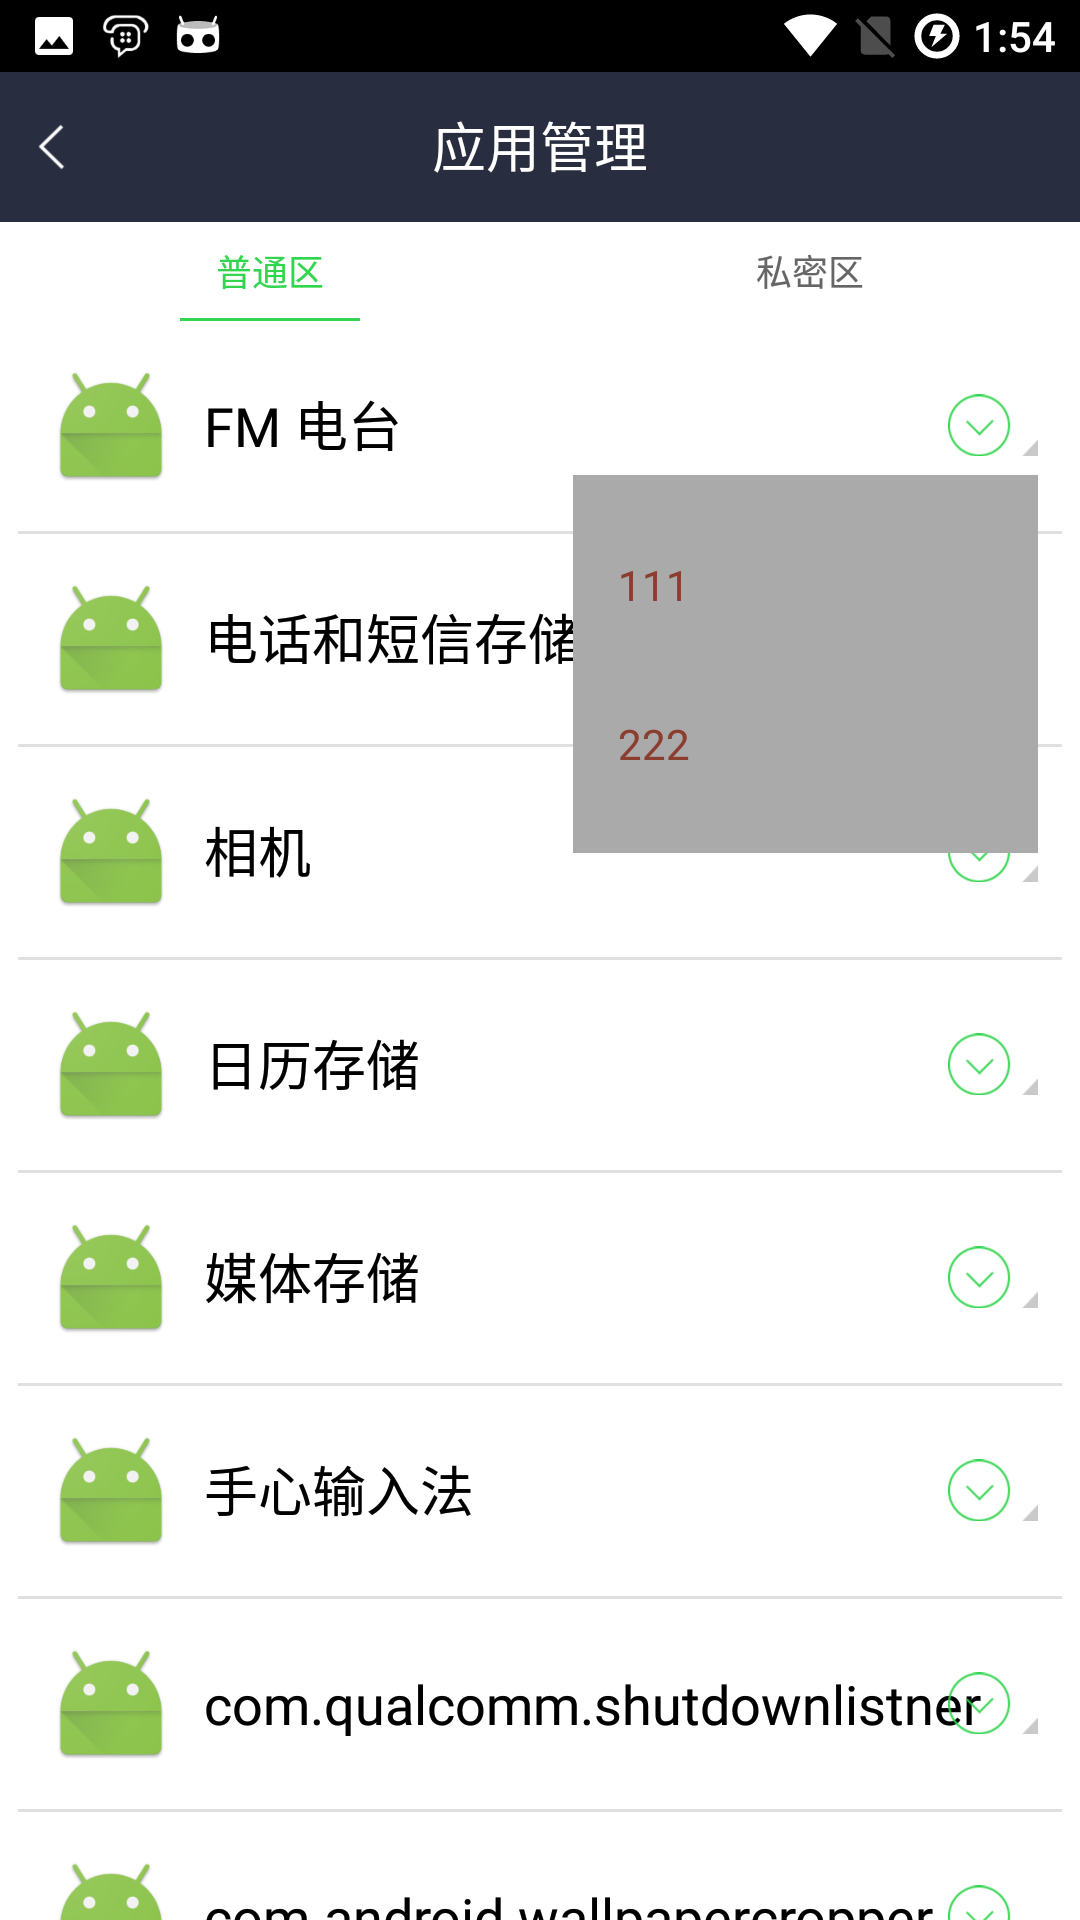 1:54
应用管理
普通区 私密区
FM 电台
111
电话和短信存储
222
相机
日历存储
媒体存储
手心输入法
com.qualcomm.shutdownlistner
com.android.wallpapercropper